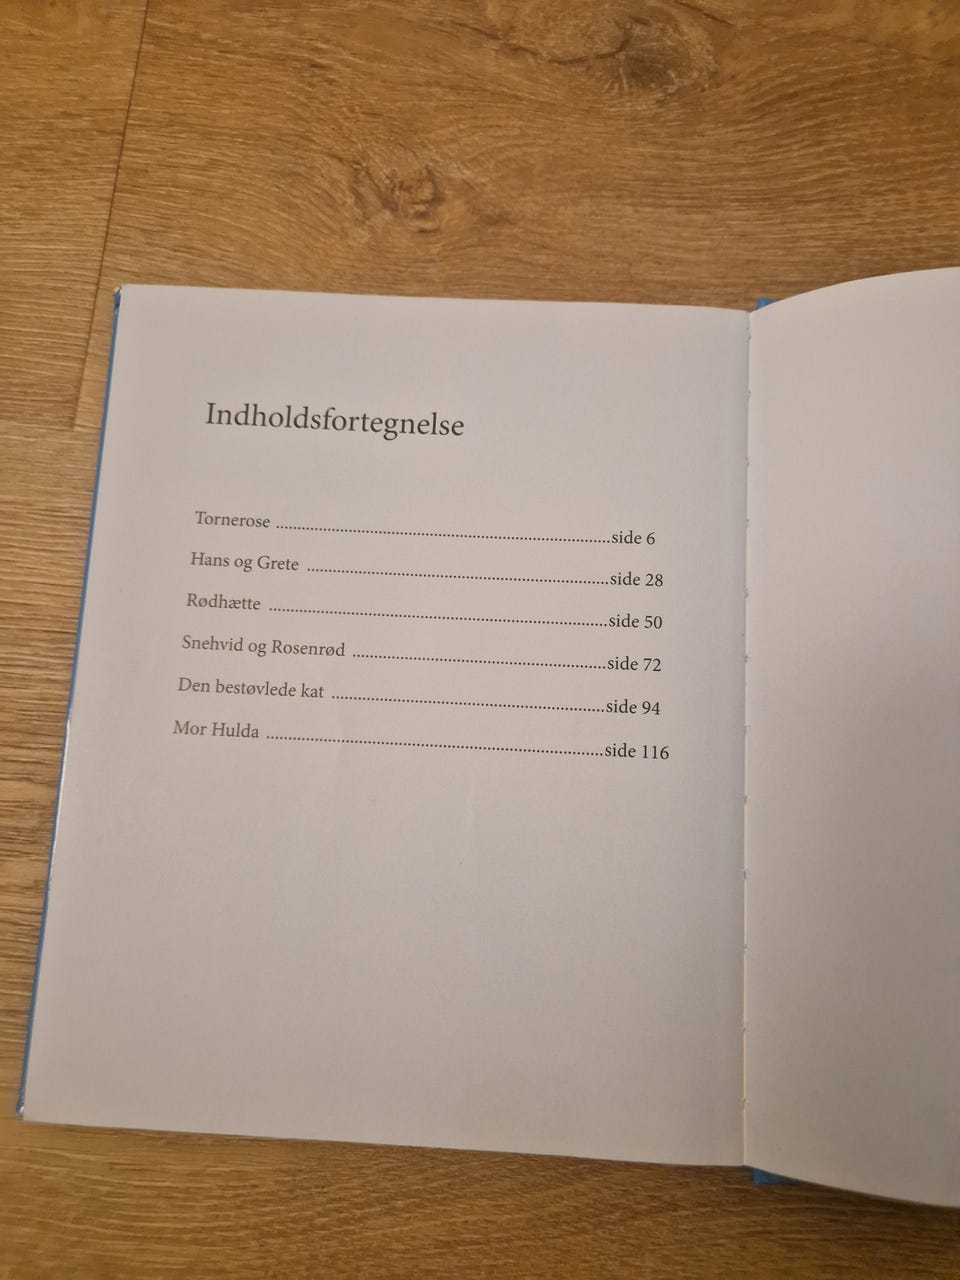 Indholdsfortegnelse
Tornerose ........................................................................side 6
Hans og Grete .................................................................side 28
Rødhætte .........................................................................side 50
Snehvid og Rosenrød ......................................................side 72
Den bestøvlede kat ..........................................................side 94
Mor Hulda ........................................................................side 116